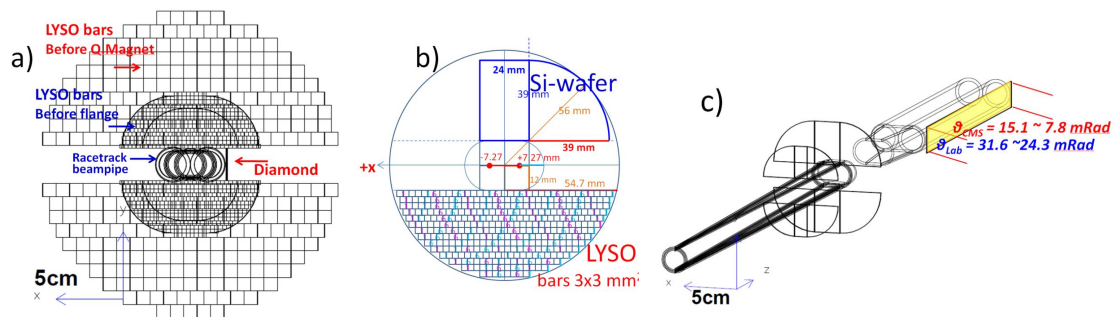 a)
LYSO bars
Before Q Magnet
LYSO bars
Before flange
Racetrack
beampipe
Diamond
y
5cm
x
b)
24 mm
Si-wafer
39 mm
56 mm
39 mm
+x
-7.27
+7.27 mm
12 mm
54.7 mm
LYSO
bars 3x3 mm²
c)
ϑCMS = 15.1 ~ 7.8 mRad
ϑLab = 31.6 ~24.3 mRad
x
z
5cm